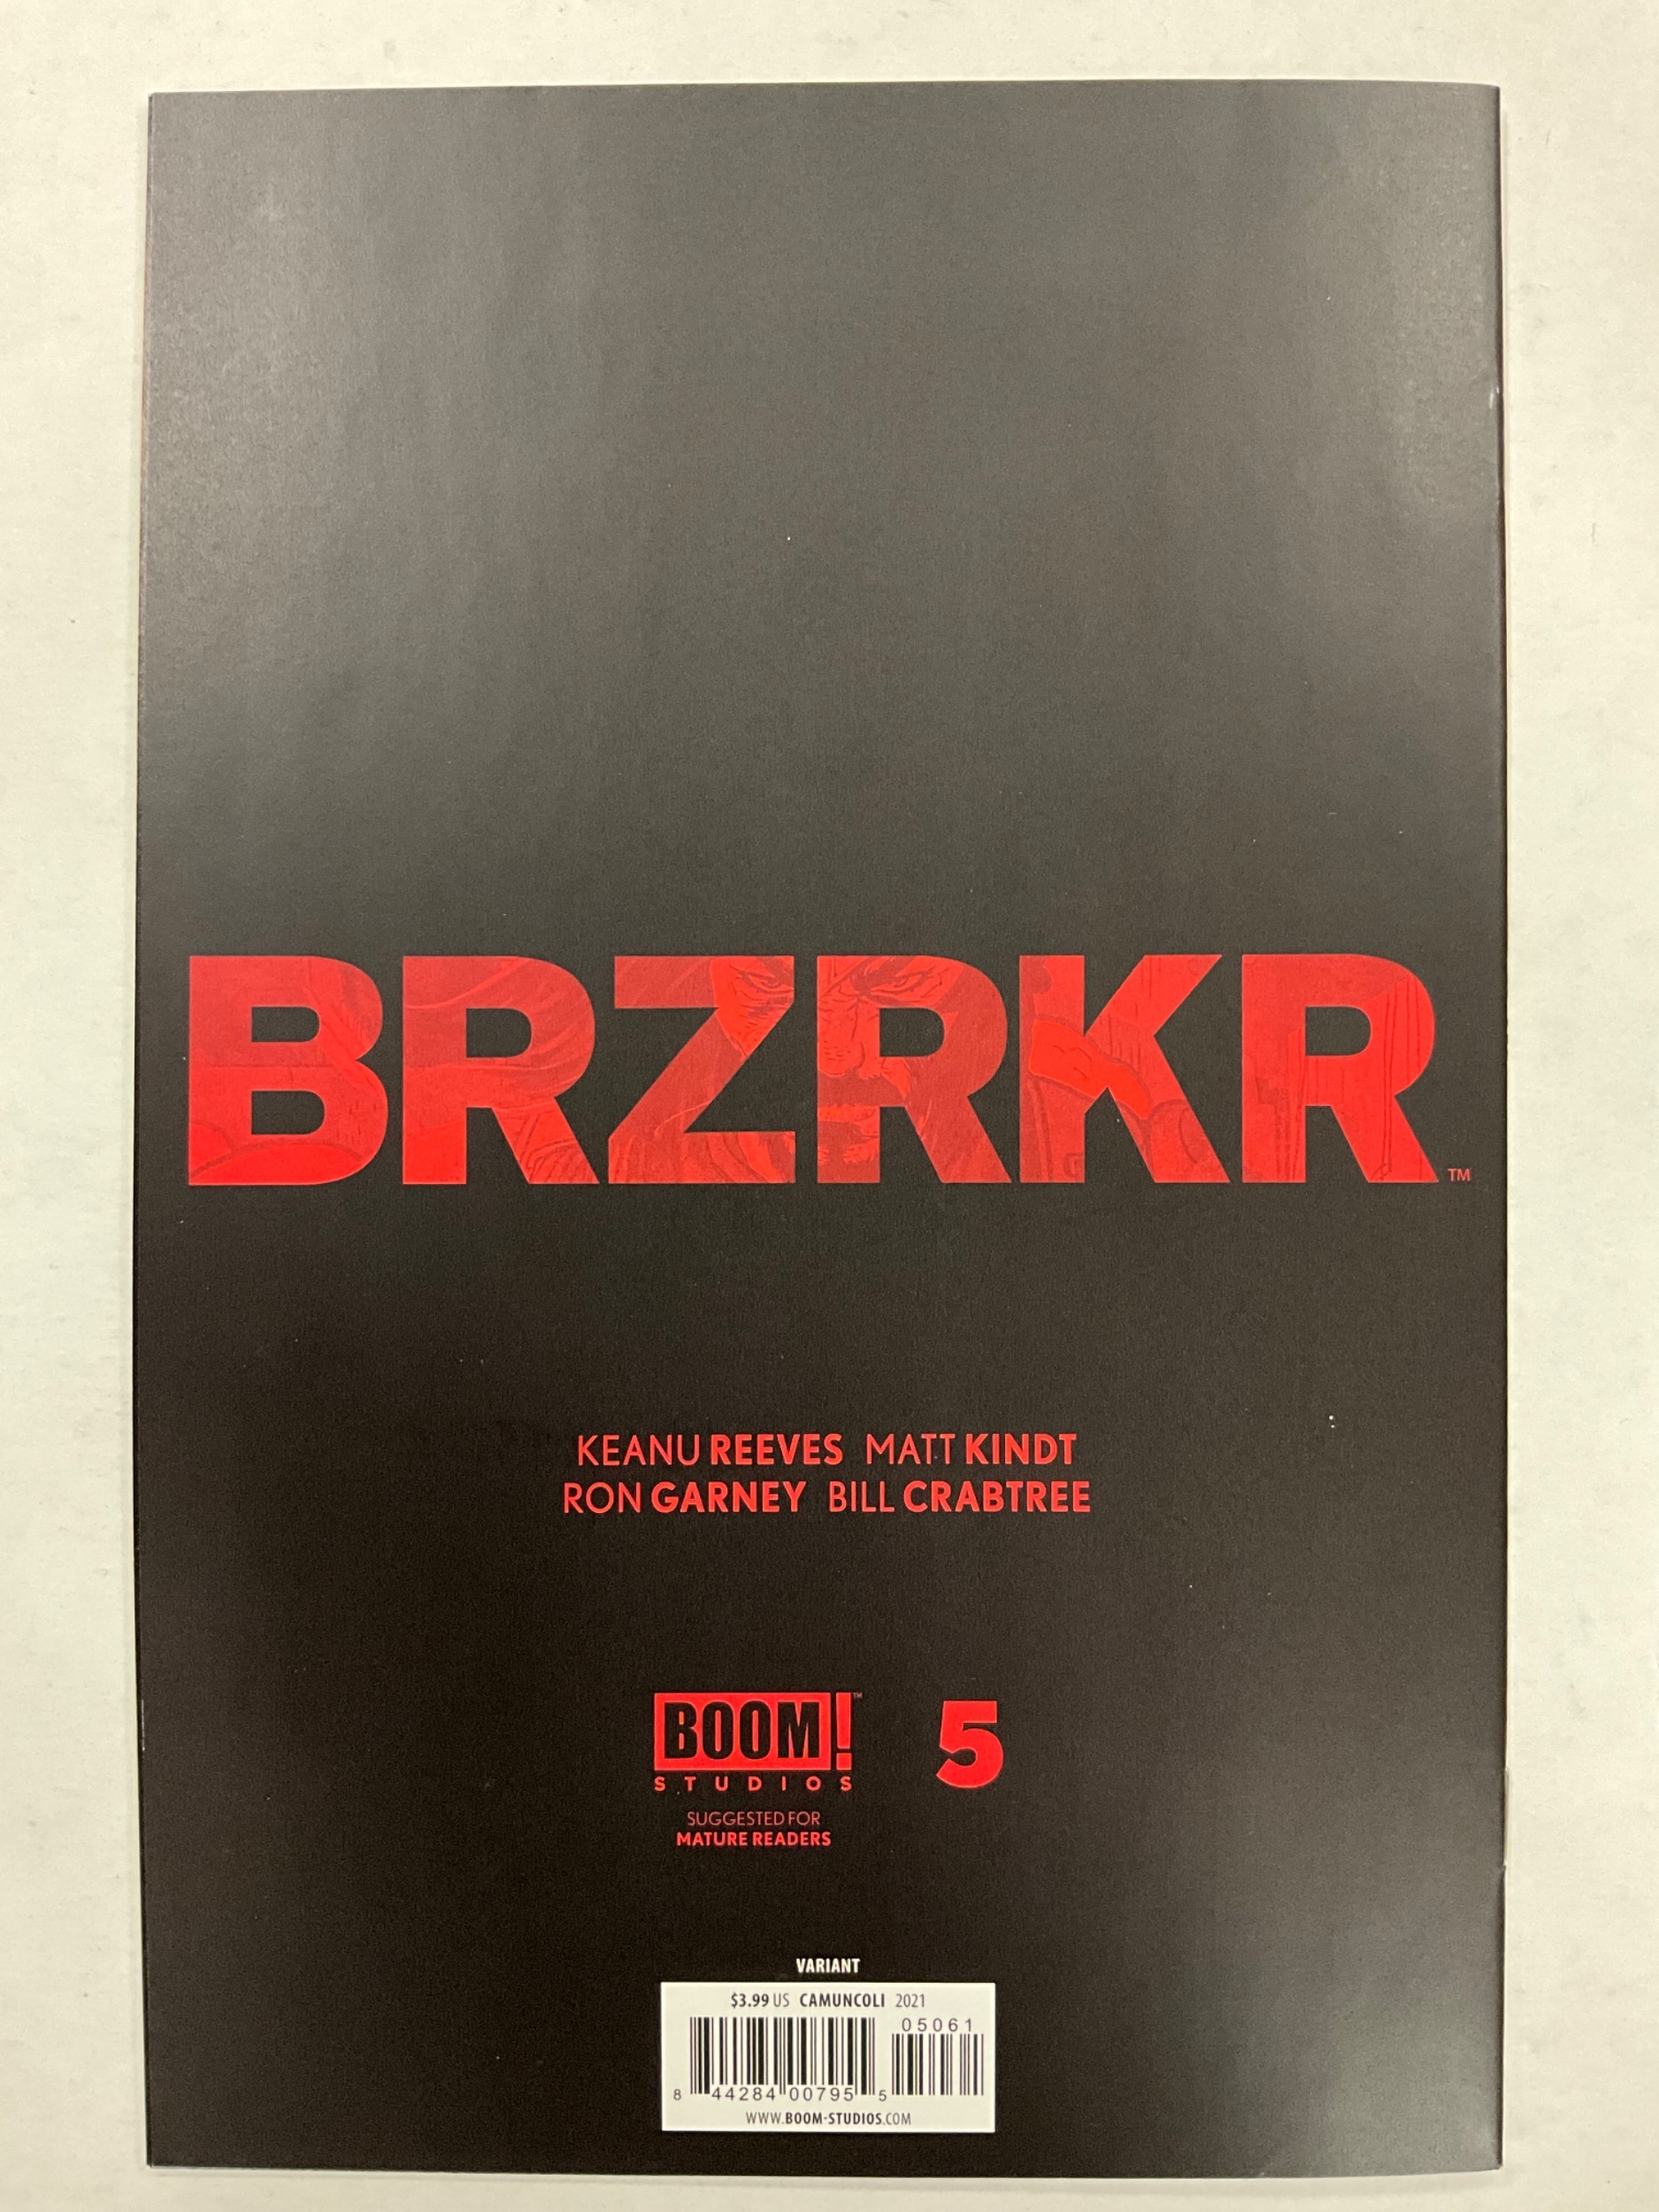 BRZRKR™
KEANU REEVES MATT KINDT
RON GARNEY BILL CRABTREE
BOOM!™ 5
STUDIOS
SUGGESTED FOR
MATURE READERS
VARIANT
$3.99 US CAMUNCOLI 2021
05061
8 44284 00795 5
WWW.BOOM-STUDIOS.COM